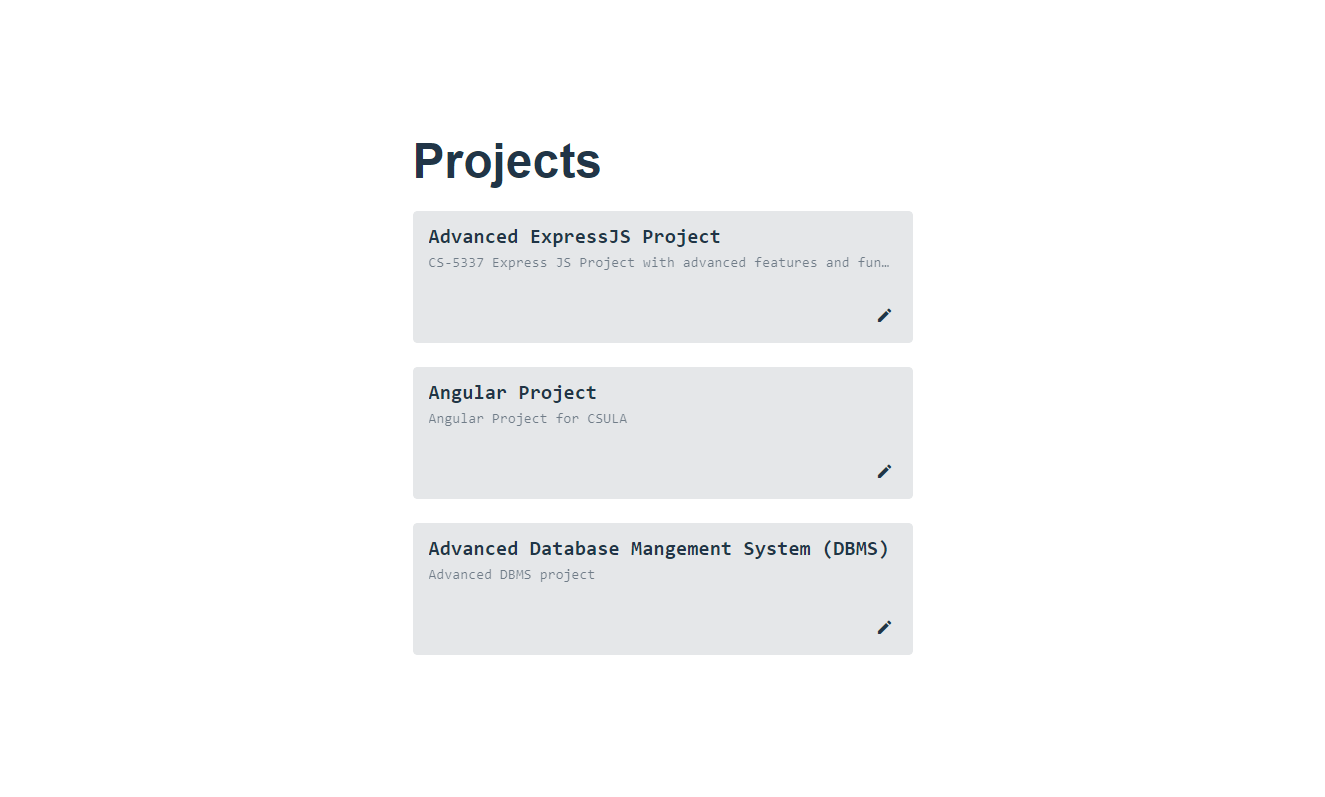 Projects
Advanced ExpressJS Project
CS-5337 Express JS Project with advanced features and fun…
Angular Project
Angular Project for CSULA
Advanced Database Mangement System (DBMS)
Advanced DBMS project